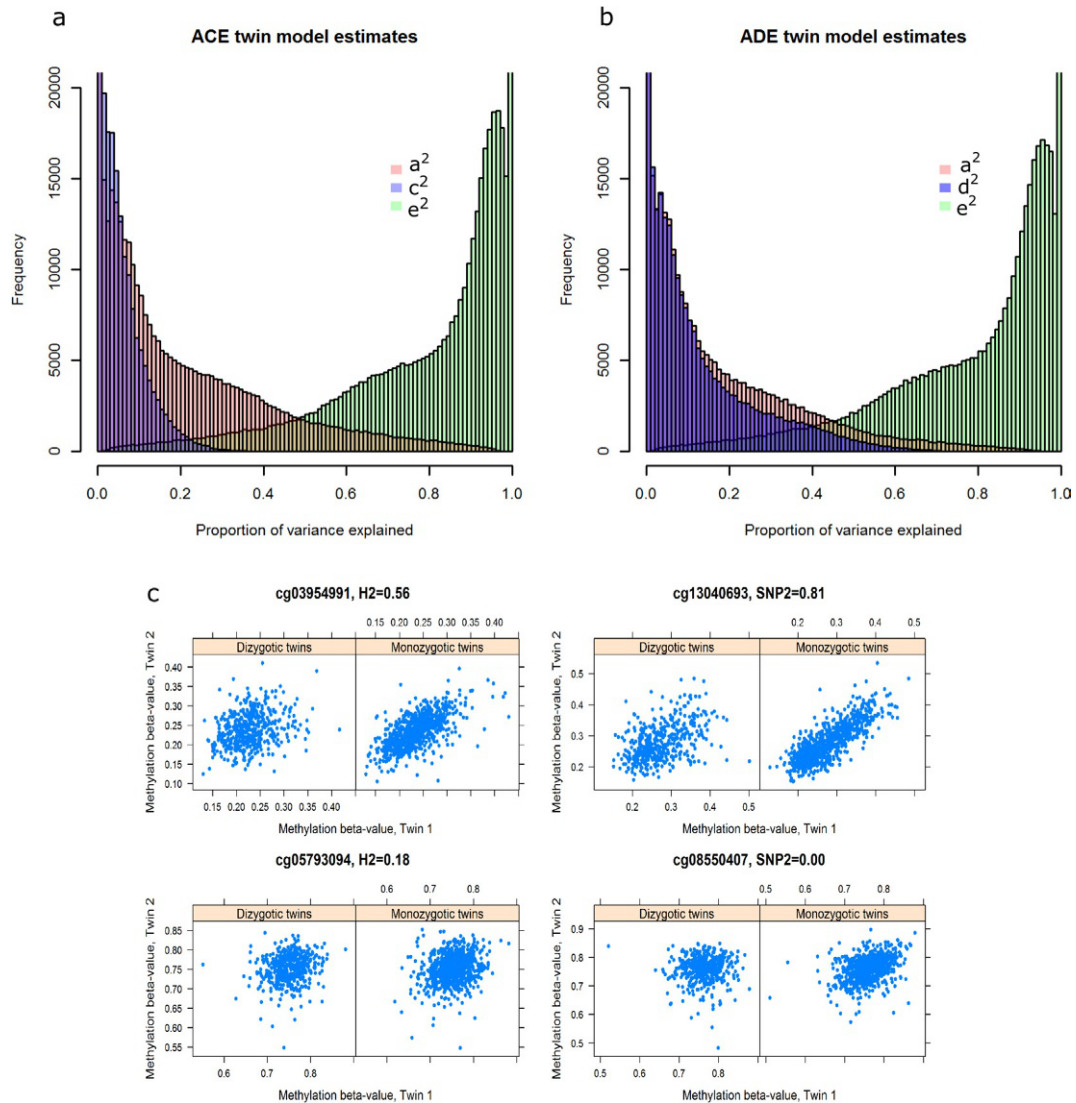 a
ACE twin model estimates
Frequency
0
5000
10000
15000
20000
a²
c²
e²
0.0 0.2 0.4 0.6 0.8 1.0
Proportion of variance explained
b
ADE twin model estimates
Frequency
0
5000
10000
15000
20000
a²
d²
e²
0.0 0.2 0.4 0.6 0.8 1.0
Proportion of variance explained
c
cg03954991, H2=0.56
0.15 0.20 0.25 0.30 0.35 0.40
Dizygotic twins Monozygotic twins
Methylation beta-value, Twin 2
0.40
0.35
0.30
0.25
0.20
0.15
0.10
0.15 0.20 0.25 0.30 0.35 0.40
Methylation beta-value, Twin 1
cg13040693, SNP2=0.81
0.2 0.3 0.4 0.5
Dizygotic twins Monozygotic twins
Methylation beta-value, Twin 2
0.5
0.4
0.3
0.2
0.2 0.3 0.4 0.5
Methylation beta-value, Twin 1
cg05793094, H2=0.18
0.6 0.7 0.8
Dizygotic twins Monozygotic twins
Methylation beta-value, Twin 2
0.85
0.80
0.75
0.70
0.65
0.60
0.55
0.6 0.7 0.8
Methylation beta-value, Twin 1
cg08550407, SNP2=0.00
0.5 0.6 0.7 0.8
Dizygotic twins Monozygotic twins
Methylation beta-value, Twin 2
0.9
0.8
0.7
0.6
0.5
0.5 0.6 0.7 0.8
Methylation beta-value, Twin 1